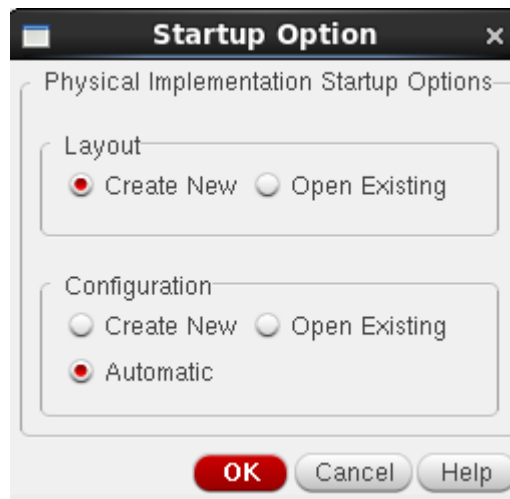 Startup Option
Physical Implementation Startup Options
Layout
Create New Open Existing
Configuration
Create New Open Existing
Automatic
OK Cancel Help